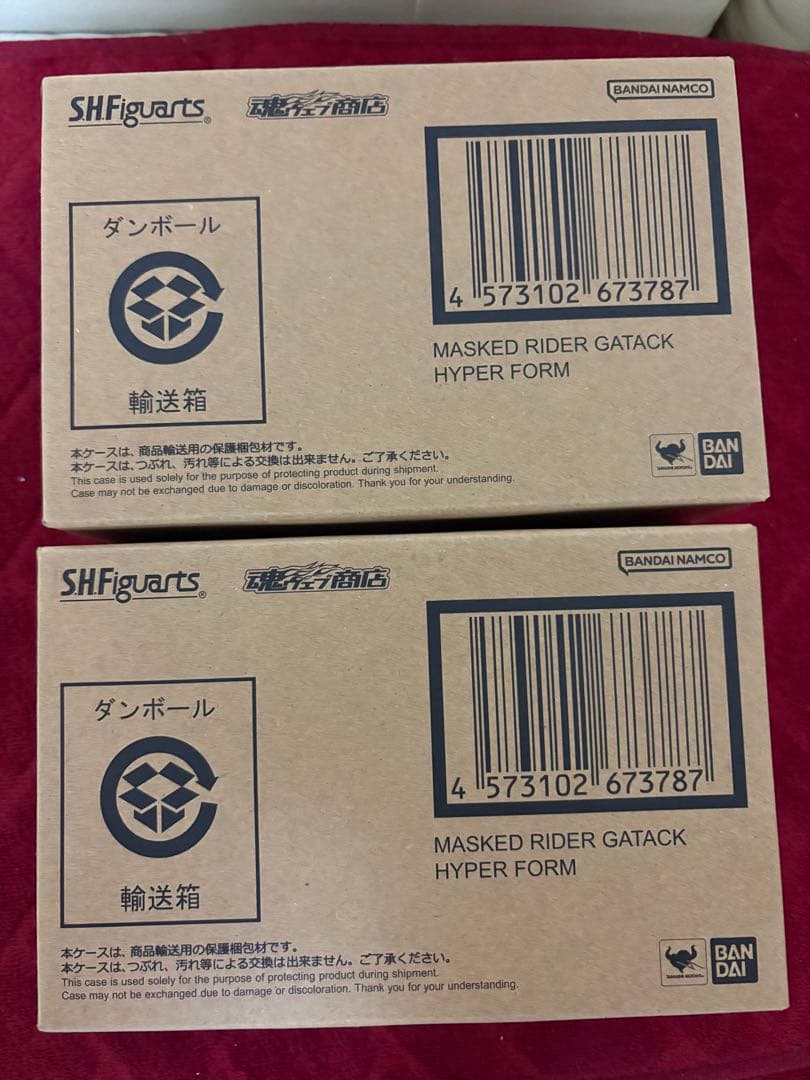 S.H.Figuarts®
魂ウェブ商店
BANDAI NAMCO
ダンボール
輸送箱
4 573102 673787
MASKED RIDER GATACK
HYPER FORM
本ケースは、商品輸送用の保護梱包材です。
本ケースは、つぶれ、汚れ等による交換は出来ません。ご了承ください。
This case is used solely for the purpose of protecting product during shipment.
Case may not be exchanged due to damage or discoloration. Thank you for your understanding.
TAMASHII NATIONS
BAN
DAI
S.H.Figuarts®
魂ウェブ商店
BANDAI NAMCO
ダンボール
輸送箱
4 573102 673787
MASKED RIDER GATACK
HYPER FORM
本ケースは、商品輸送用の保護梱包材です。
本ケースは、つぶれ、汚れ等による交換は出来ません。ご了承ください。
This case is used solely for the purpose of protecting product during shipment.
Case may not be exchanged due to damage or discoloration. Thank you for your understanding.
TAMASHII NATIONS
BAN
DAI